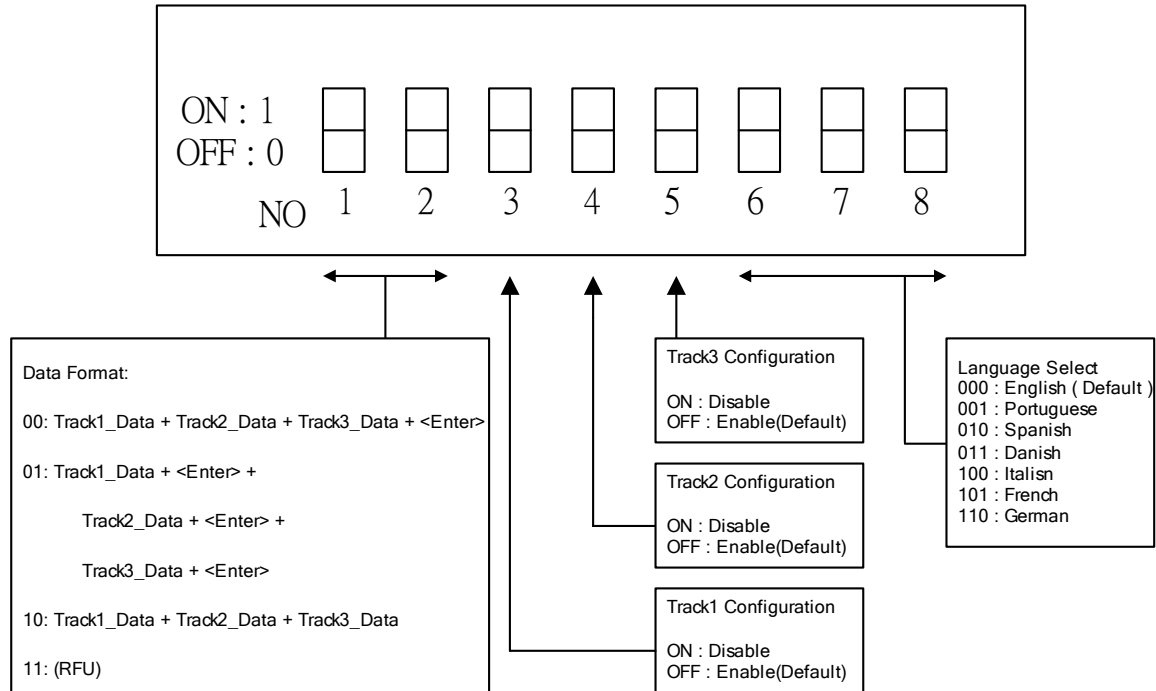 ON : 1
OFF : 0
NO 1 2 3 4 5 6 7 8
Data Format:
00: Track1_Data + Track2_Data + Track3_Data + <Enter>
01: Track1_Data + <Enter> +
Track2_Data + <Enter> +
Track3_Data + <Enter>
10: Track1_Data + Track2_Data + Track3_Data
11: (RFU)
Track3 Configuration
ON : Disable
OFF : Enable(Default)
Track2 Configuration
ON : Disable
OFF : Enable(Default)
Track1 Configuration
ON : Disable
OFF : Enable(Default)
Language Select
000 : English ( Default )
001 : Portuguese
010 : Spanish
011 : Danish
100 : Italisn
101 : French
110 : German